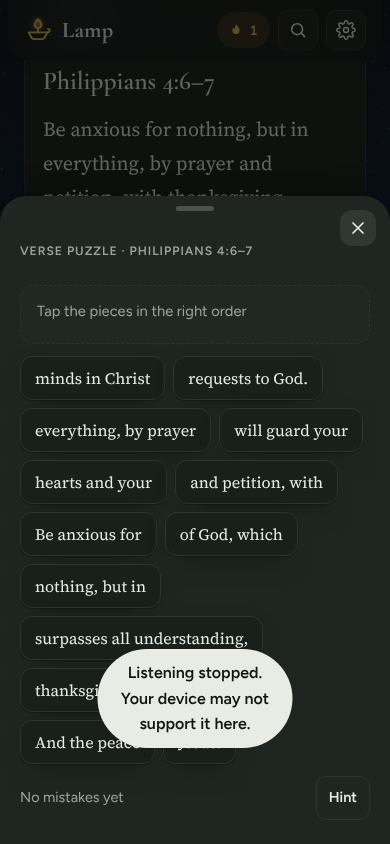 Lamp
1
Philippians 4:6–7
Be anxious for nothing, but in
everything, by prayer and
petition, with thanksgiving
VERSE PUZZLE · PHILIPPIANS 4:6–7
Tap the pieces in the right order
minds in Christ
requests to God.
everything, by prayer
will guard your
hearts and your
and petition, with
Be anxious for
of God, which
nothing, but in
surpasses all understanding,
Listening stopped.
Your device may not
support it here.
And the peace
No mistakes yet
Hint